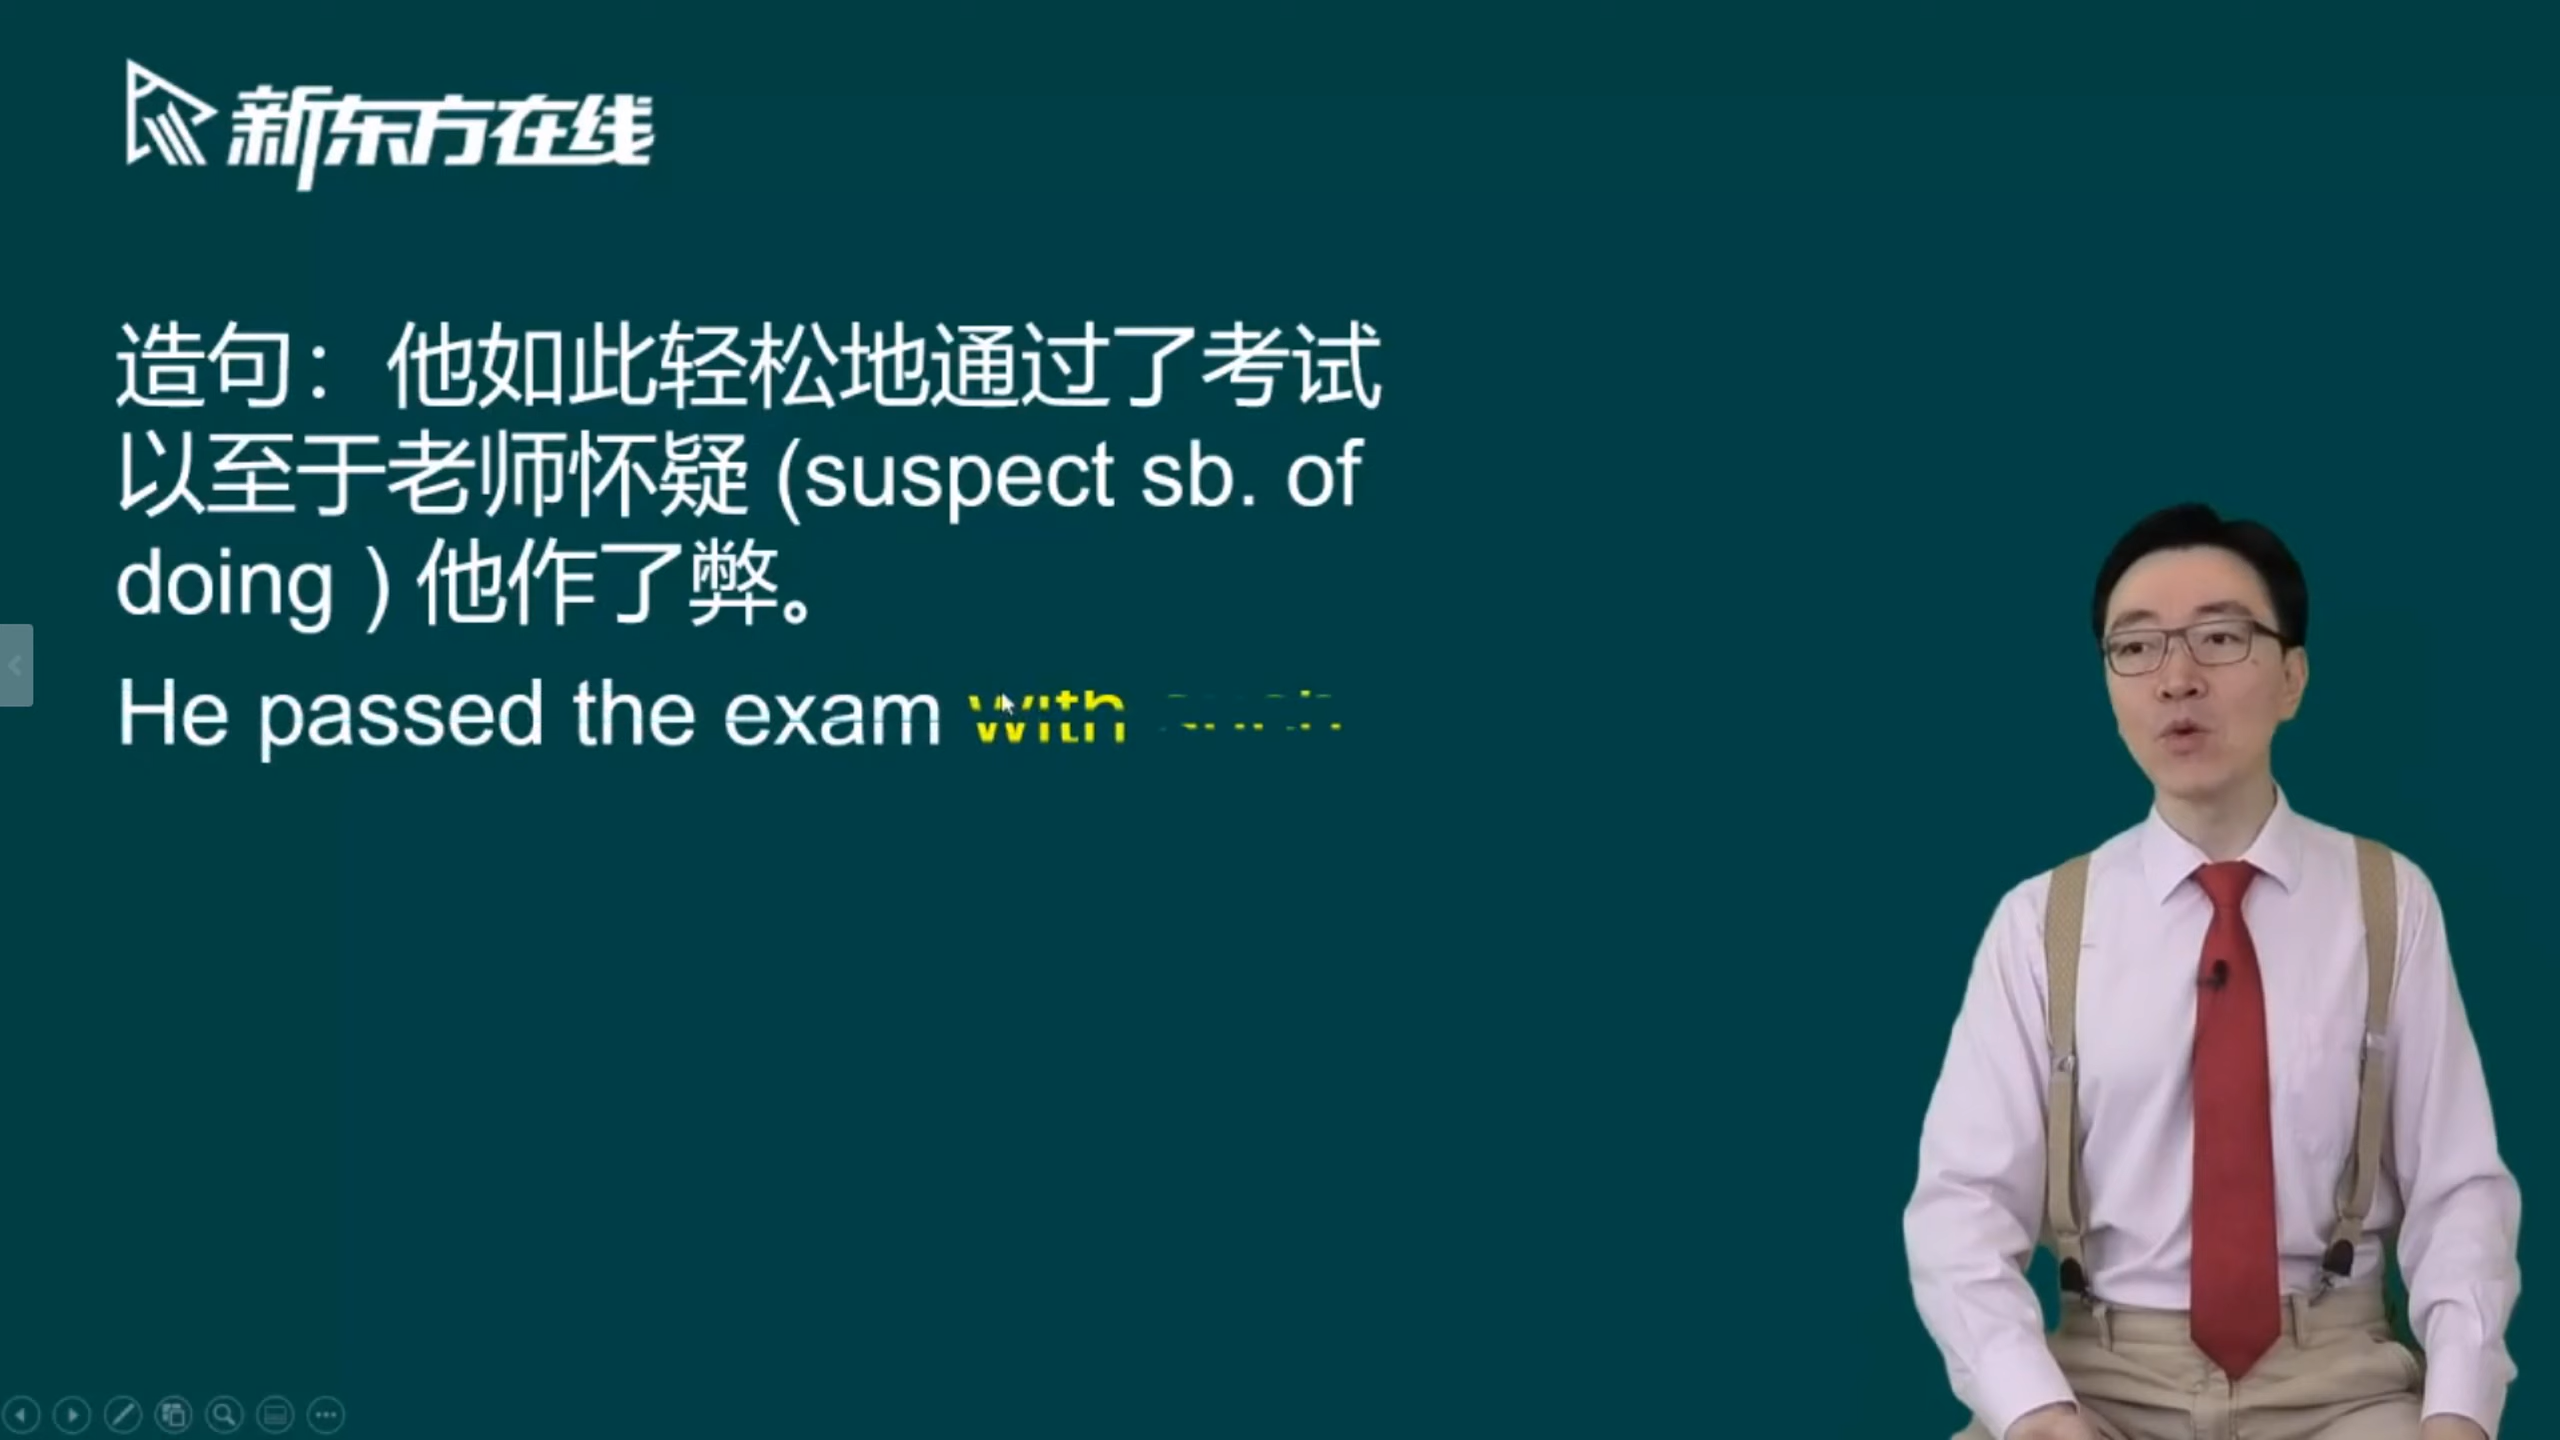 新东方在线
造句：他如此轻松地通过了考试
以至于老师怀疑 (suspect sb. of
doing ) 他作了弊。
He passed the exam with